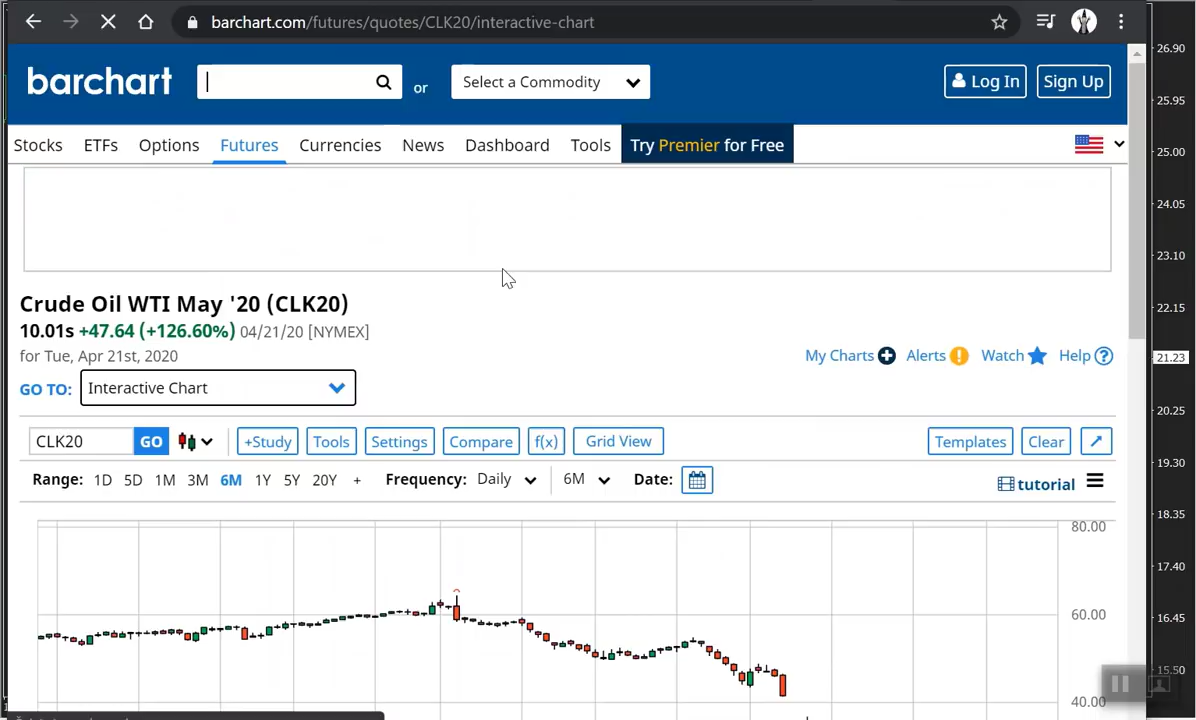 barchart.com/futures/quotes/CLK20/interactive-chart
barchart
or
Select a Commodity
Log In
Sign Up
Stocks ETFs Options Futures Currencies News Dashboard Tools Try Premier for Free
Crude Oil WTI May '20 (CLK20)
10.01s +47.64 (+126.60%) 04/21/20 [NYMEX]
for Tue, Apr 21st, 2020
My Charts Alerts Watch Help
GO TO: Interactive Chart
CLK20 GO +Study Tools Settings Compare f(x) Grid View Templates Clear
Range: 1D 5D 1M 3M 6M 1Y 5Y 20Y + Frequency: Daily 6M Date:
tutorial
80.00
60.00
40.00
26.90
25.95
25.00
24.05
23.10
22.15
21.23
20.25
19.30
18.35
17.40
16.45
15.50